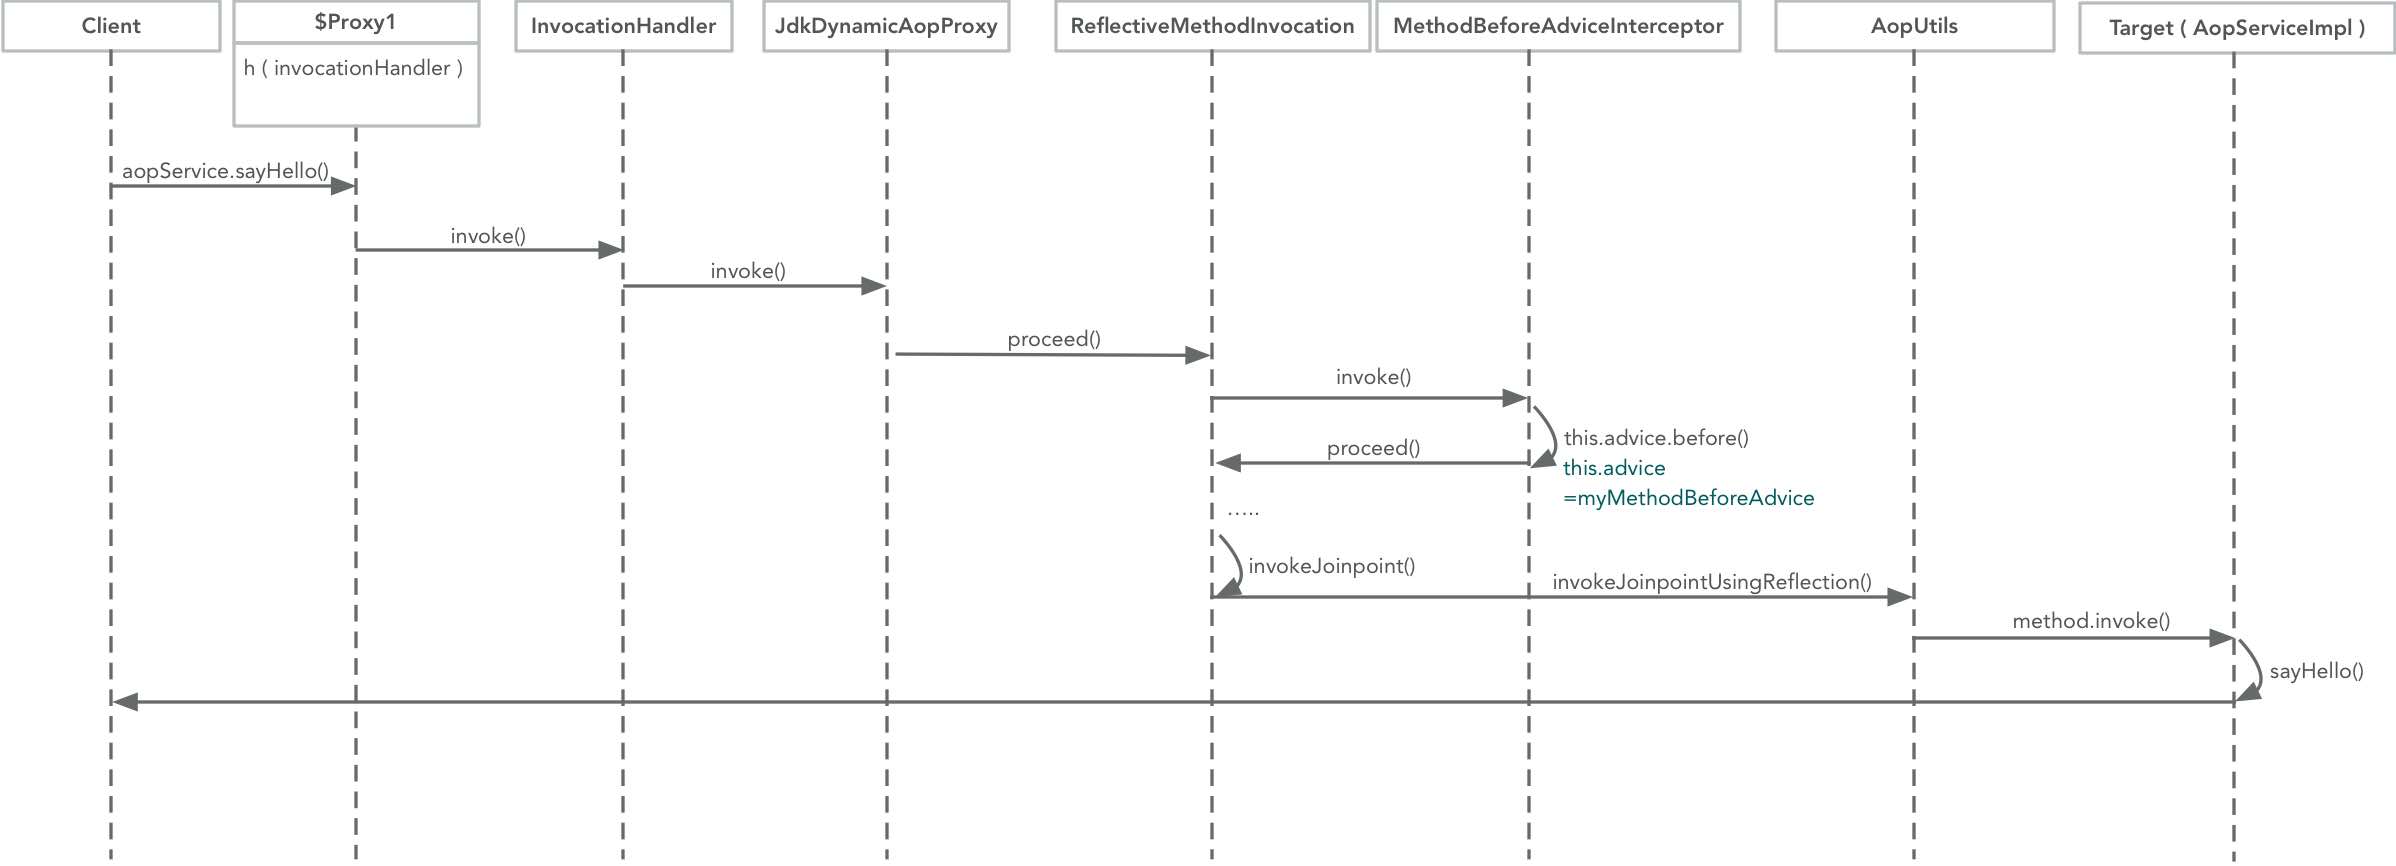 Client
$Proxy1
h ( invocationHandler )
InvocationHandler
JdkDynamicAopProxy
ReflectiveMethodInvocation
MethodBeforeAdviceInterceptor
AopUtils
Target ( AopServiceImpl )
aopService.sayHello()
invoke()
invoke()
proceed()
invoke()
this.advice.before()
proceed()
this.advice
=myMethodBeforeAdvice
.....
invokeJoinpoint()
invokeJoinpointUsingReflection()
method.invoke()
sayHello()